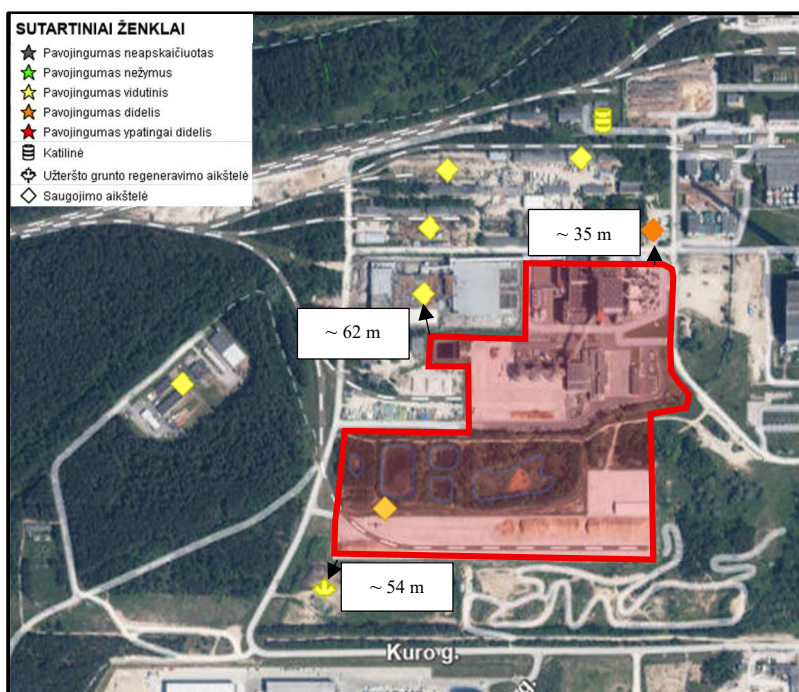 SUTARTINIAI ŽENKLAI
Pavojingumas neapskaičiuotas
Pavojingumas nežymus
Pavojingumas vidutinis
Pavojingumas didelis
Pavojingumas ypatingai didelis
Katilinė
Užteršto grunto regeneravimo aikštelė
Saugojimo aikštelė
~ 35 m
~ 62 m
~ 54 m
Kuro g.